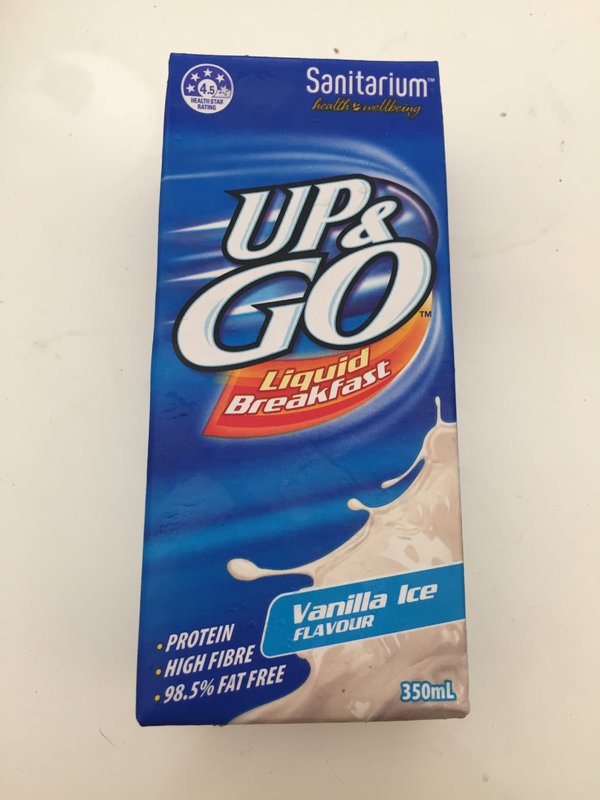 4.5
HEALTH STAR
RATING
Sanitarium™
health & wellbeing
UP&
GO™
Liquid
Breakfast
Vanilla Ice
FLAVOUR
• PROTEIN
• HIGH FIBRE
• 98.5% FAT FREE
350mL